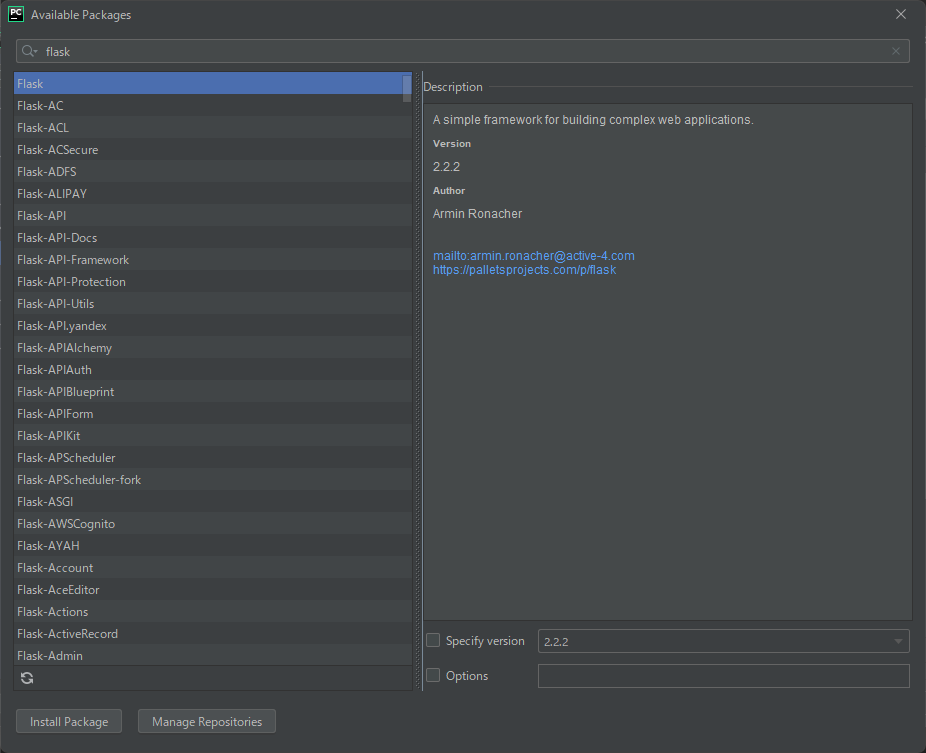 PC
Available Packages
flask
Flask
Flask-AC
Flask-ACL
Flask-ACSecure
Flask-ADFS
Flask-ALIPAY
Flask-API
Flask-API-Docs
Flask-API-Framework
Flask-API-Protection
Flask-API-Utils
Flask-API.yandex
Flask-APIAlchemy
Flask-APIAuth
Flask-APIBlueprint
Flask-APIForm
Flask-APIKit
Flask-APScheduler
Flask-APScheduler-fork
Flask-ASGI
Flask-AWSCognito
Flask-AYAH
Flask-Account
Flask-AceEditor
Flask-Actions
Flask-ActiveRecord
Flask-Admin
Description
A simple framework for building complex web applications.
Version
2.2.2
Author
Armin Ronacher
mailto:armin.ronacher@active-4.com
https://palletsprojects.com/p/flask
Specify version 2.2.2
Options
Install Package Manage Repositories